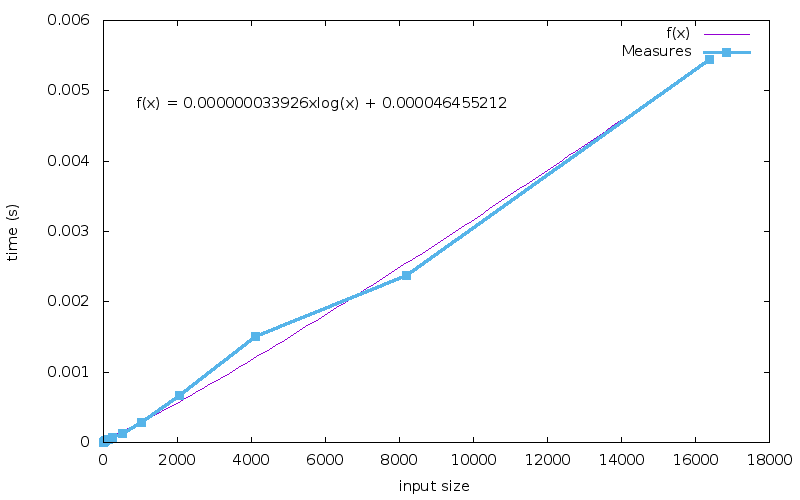 0.006
f(x)
Measures
0.005
f(x) = 0.000000033926xlog(x) + 0.000046455212
0.004
time (s)
0.003
0.002
0.001
0
0 2000 4000 6000 8000 10000 12000 14000 16000 18000
input size